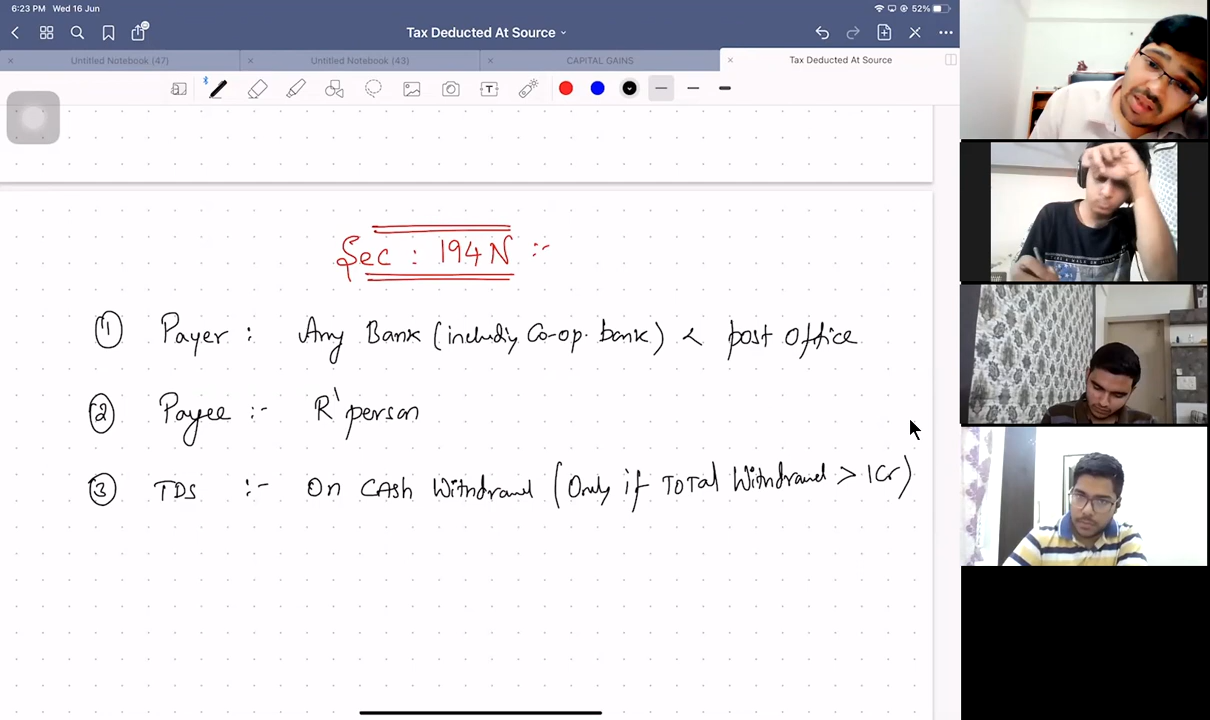 6:23 PM Wed 16 Jun
52%
Tax Deducted At Source
Untitled Notebook (47)
Untitled Notebook (43)
CAPITAL GAINS
Tax Deducted At Source
Sec : 194N :-
① Payer : Any Bank (includig Co-op. bank) & post office
② Payee :- R' person
③ TDS :- On CAsh Withdrawl (Only if TOTAL Withdrawl > 1Cr)